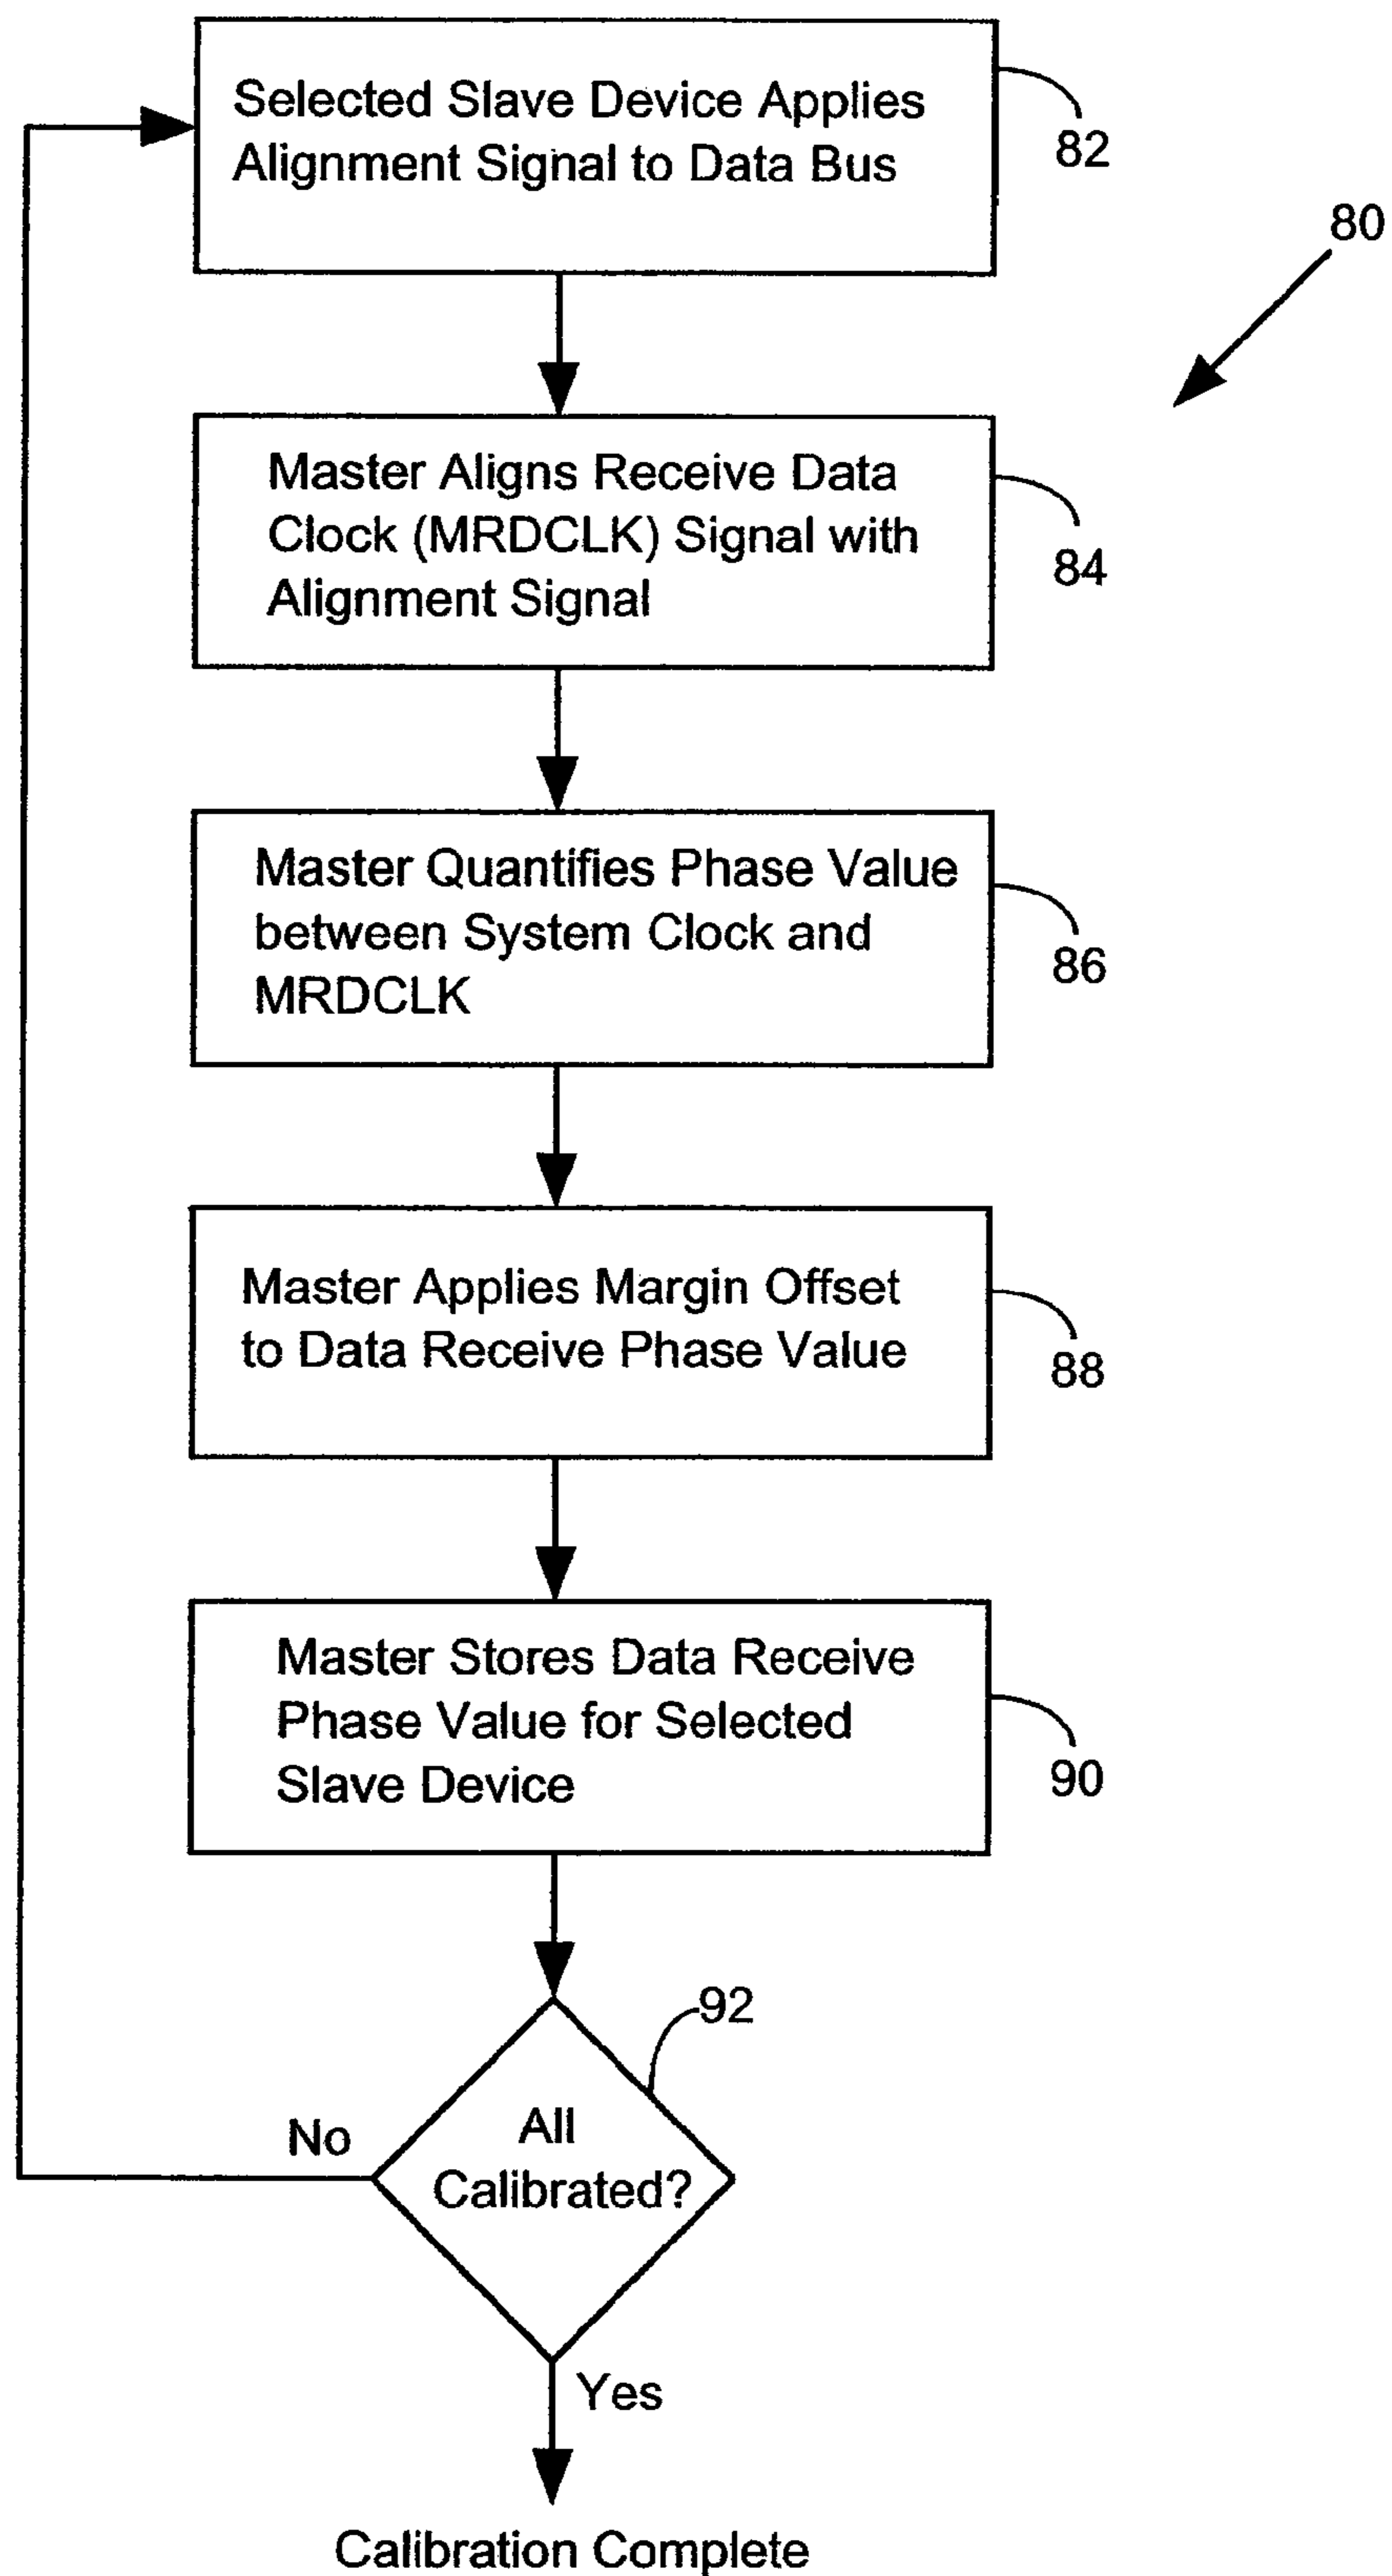 Selected Slave Device Applies
Alignment Signal to Data Bus
82
80
Master Aligns Receive Data
Clock (MRDCLK) Signal with
Alignment Signal
84
Master Quantifies Phase Value
between System Clock and
MRDCLK
86
Master Applies Margin Offset
to Data Receive Phase Value
88
Master Stores Data Receive
Phase Value for Selected
Slave Device
90
92
No
All
Calibrated?
Yes
Calibration Complete